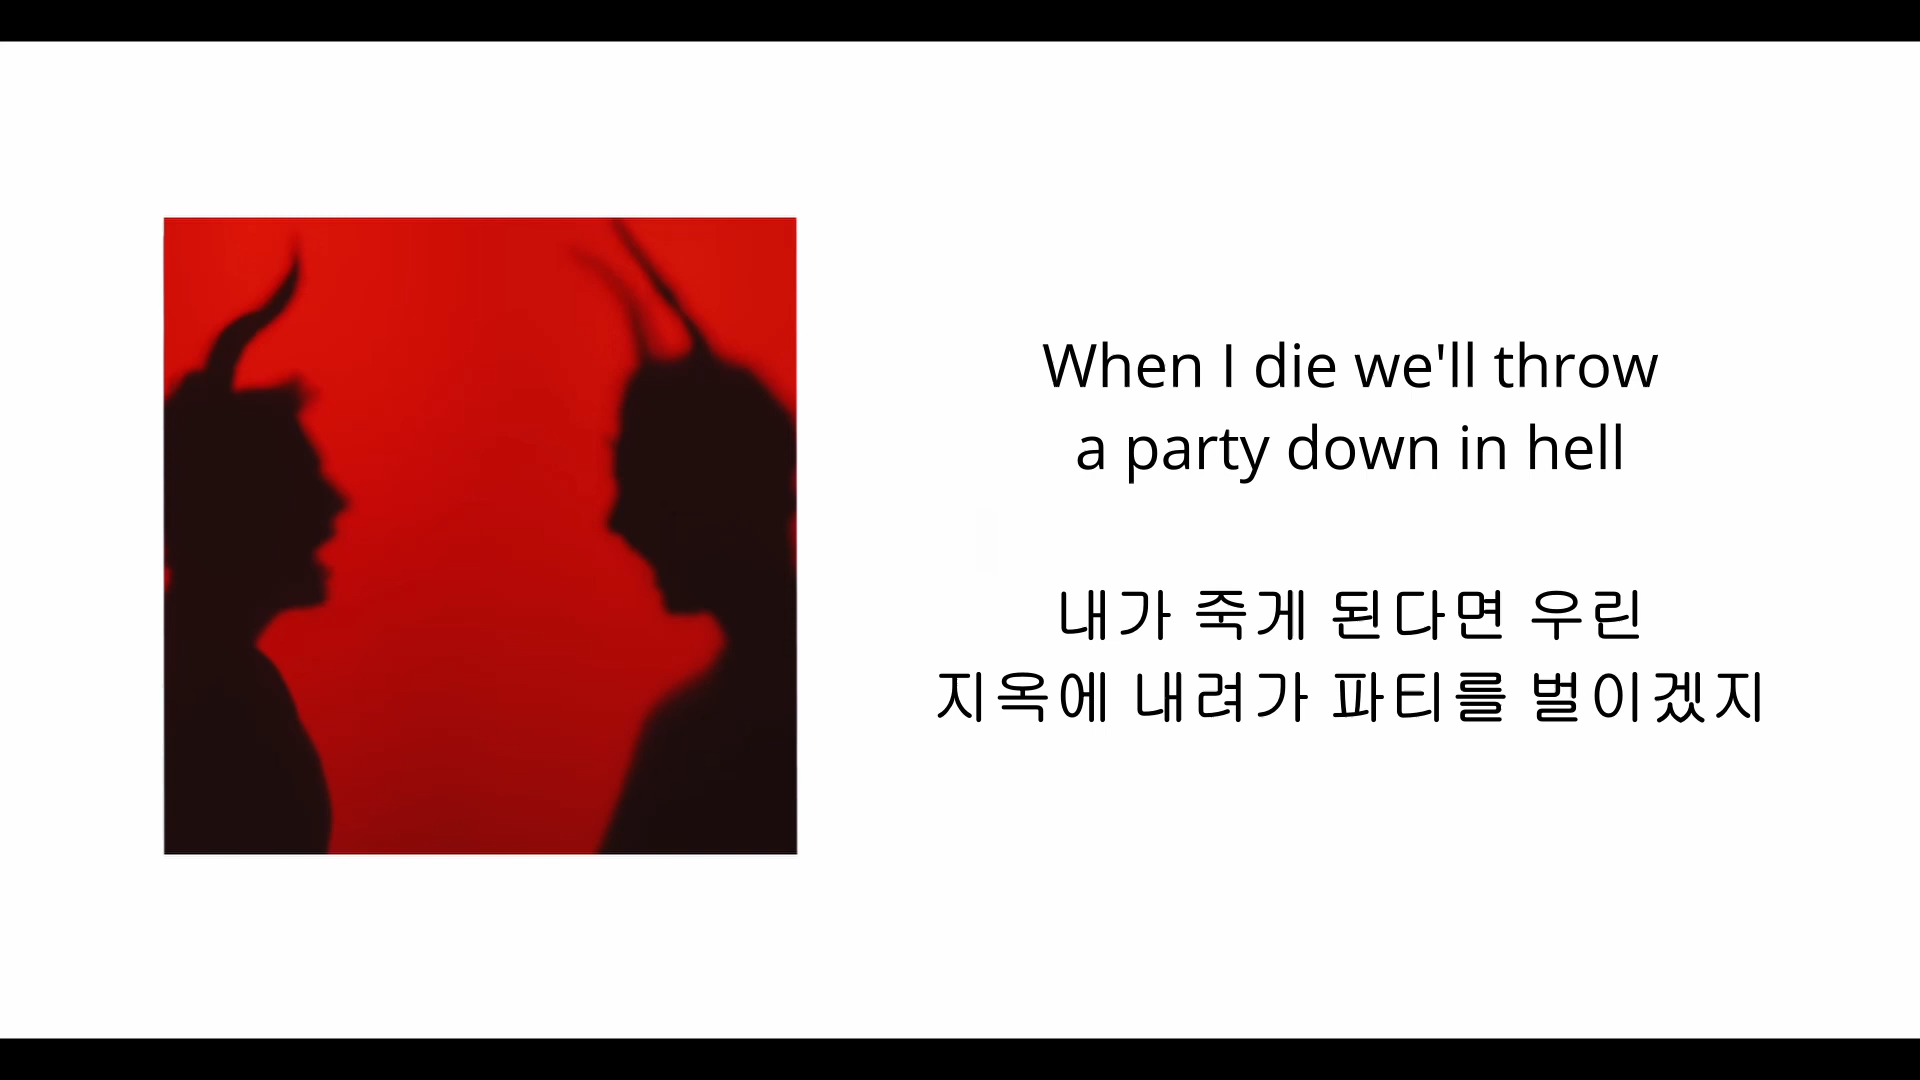 When I die we'll throw
a party down in hell
내가 죽게 된다면 우린
지옥에 내려가 파티를 벌이겠지